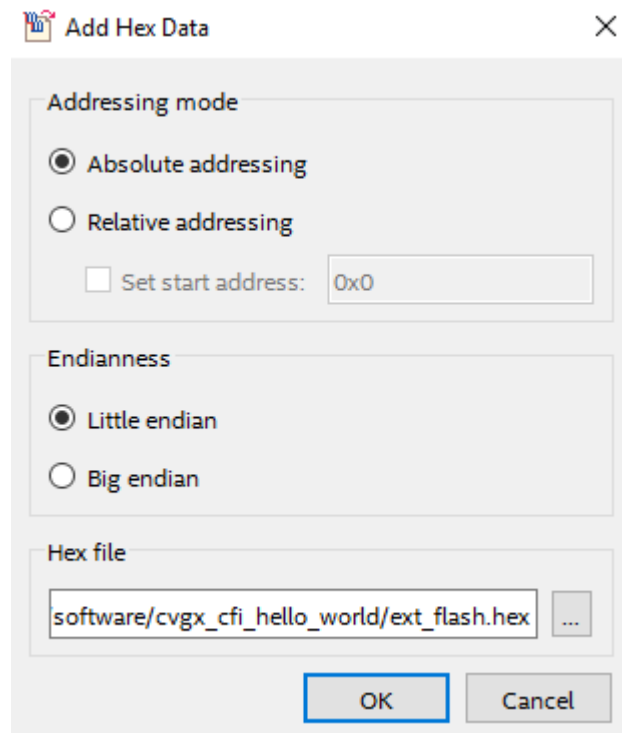 Add Hex Data
Addressing mode
Absolute addressing
Relative addressing
Set start address: 0x0
Endianness
Little endian
Big endian
Hex file
software/cvgx_cfi_hello_world/ext_flash.hex ...
OK Cancel